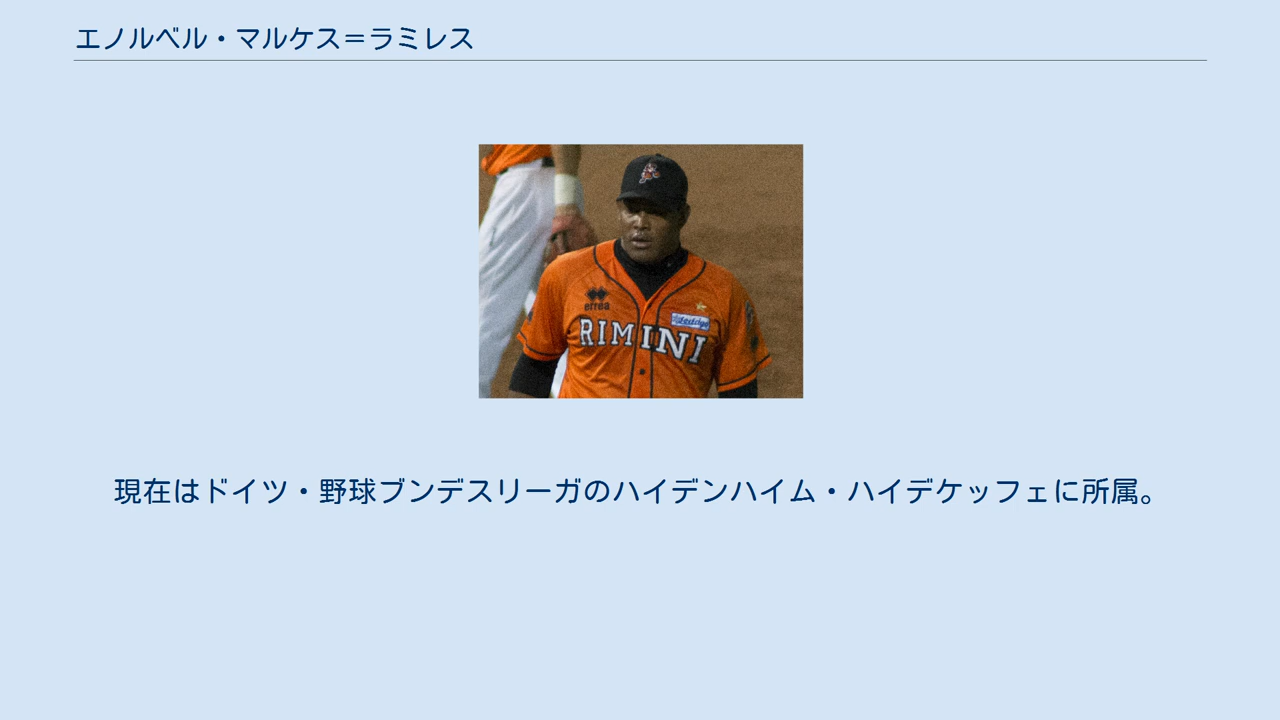 エノルベル・マルケス＝ラミレス
errea
RIMINI
現在はドイツ・野球ブンデスリーガのハイデンハイム・ハイデケッフェに所属。